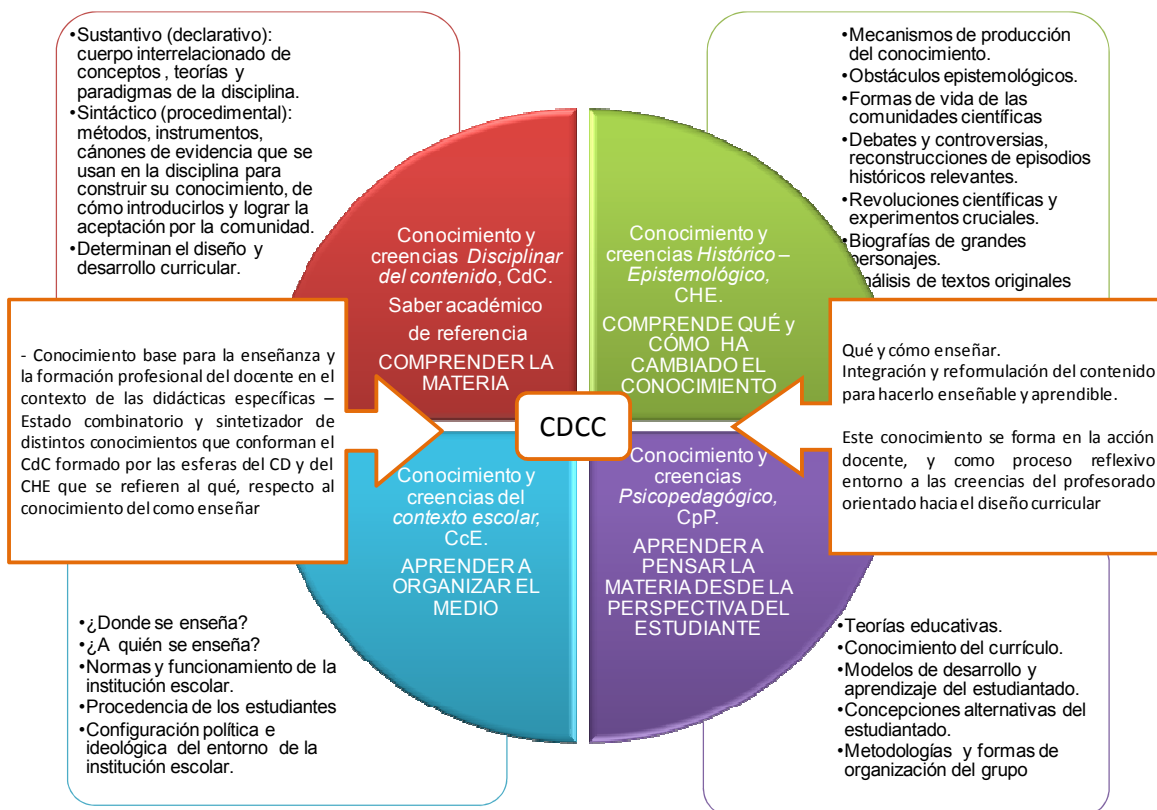 •Sustantivo (declarativo):
cuerpo interrelacionado de
conceptos , teorías y
paradigmas de la disciplina.
•Sintáctico (procedimental):
métodos, instrumentos,
cánones de evidencia que se
usan en la disciplina para
construir su conocimiento, de
cómo introducirlos y lograr la
aceptación por la comunidad.
•Determinan el diseño y
desarrollo curricular.
•Mecanismos de producción
del conocimiento.
•Obstáculos epistemológicos.
•Formas de vida de las
comunidades científicas
•Debates y controversias,
reconstrucciones de episodios
históricos relevantes.
•Revoluciones científicas y
experimentos cruciales.
•Biografías de grandes
personajes.
análisis de textos originales
Conocimiento y
creencias Disciplinar
del contenido, CdC.
Saber académico
de referencia
COMPRENDER LA
MATERIA
Conocimiento y
creencias Histórico –
Epistemológico,
CHE.
COMPRENDE QUÉ y
CÓMO HA
CAMBIADO EL
CONOCIMIENTO
- Conocimiento base para la enseñanza y
la formación profesional del docente en el
contexto de las didácticas específicas –
Estado combinatorio y sintetizador de
distintos conocimientos que conforman el
CdC formado por las esferas del CD y del
CHE que se refieren al qué, respecto al
conocimiento del como enseñar
CDCC
Qué y cómo enseñar.
Integración y reformulación del contenido
para hacerlo enseñable y aprendible.
Este conocimiento se forma en la acción
docente, y como proceso reflexivo
entorno a las creencias del profesorado
orientado hacia el diseño curricular
Conocimiento y
creencias del
contexto escolar,
CcE.
APRENDER A
ORGANIZAR EL
MEDIO
Conocimiento y
creencias
Psicopedagógico,
CpP.
APRENDER A
PENSAR LA
MATERIA DESDE LA
PERSPECTIVA DEL
ESTUDIANTE
•¿Donde se enseña?
•¿A quién se enseña?
•Normas y funcionamiento de la
institución escolar.
•Procedencia de los estudiantes
•Configuración política e
ideológica del entorno de la
institución escolar.
•Teorías educativas.
•Conocimiento del currículo.
•Modelos de desarrollo y
aprendizaje del estudiantado.
•Concepciones alternativas del
estudiantado.
•Metodologías y formas de
organización del grupo